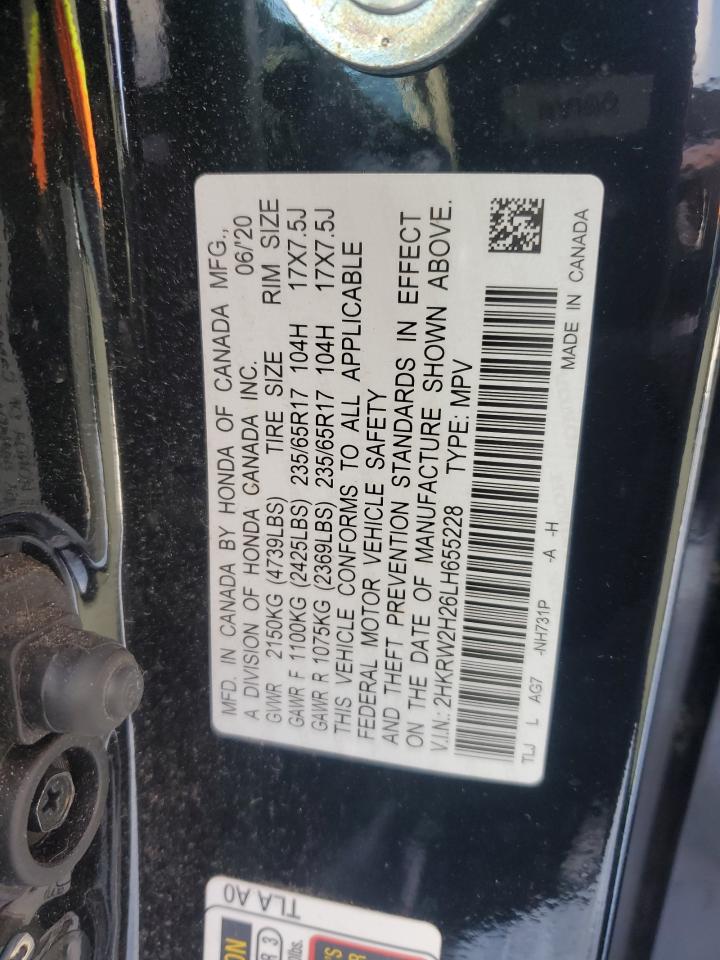 MFD. IN CANADA BY HONDA OF CANADA MFG.,
A DIVISION OF HONDA CANADA INC. 06/'20
GVWR 2150KG (4739LBS) TIRE SIZE RIM SIZE
GAWR F 1100KG (2425LBS) 235/65R17 104H 17X7.5J
GAWR R 1075KG (2369LBS) 235/65R17 104H 17X7.5J
THIS VEHICLE CONFORMS TO ALL APPLICABLE
FEDERAL MOTOR VEHICLE SAFETY
AND THEFT PREVENTION STANDARDS IN EFFECT
ON THE DATE OF MANUFACTURE SHOWN ABOVE.
V.I.N.: 2HKRW2H26LH655228 TYPE: MPV
TLJ L AG7 -NH731P -A -H
MADE IN CANADA
TLA A0